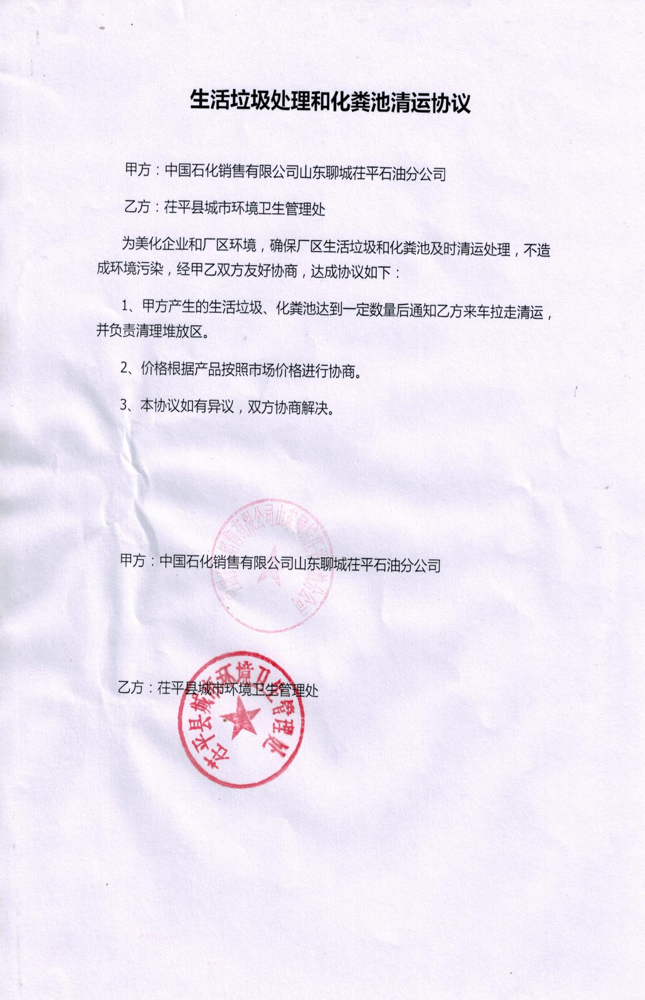 生活垃圾处理和化粪池清运协议
甲方：中国石化销售有限公司山东聊城茌平石油分公司
乙方：茌平县城市环境卫生管理处
为美化企业和厂区环境，确保厂区生活垃圾和化粪池及时清运处理，不造
成环境污染，经甲乙双方友好协商，达成协议如下：
1、甲方产生的生活垃圾、化粪池达到一定数量后通知乙方来车拉走清运，
并负责清理堆放区。
2、价格根据产品按照市场价格进行协商。
3、本协议如有异议，双方协商解决。
甲方：中国石化销售有限公司山东聊城茌平石油分公司
中国石化销售有限公司山东聊城茌平石油分公司
乙方：茌平县城市环境卫生管理处
茌平县城市环境卫生管理处